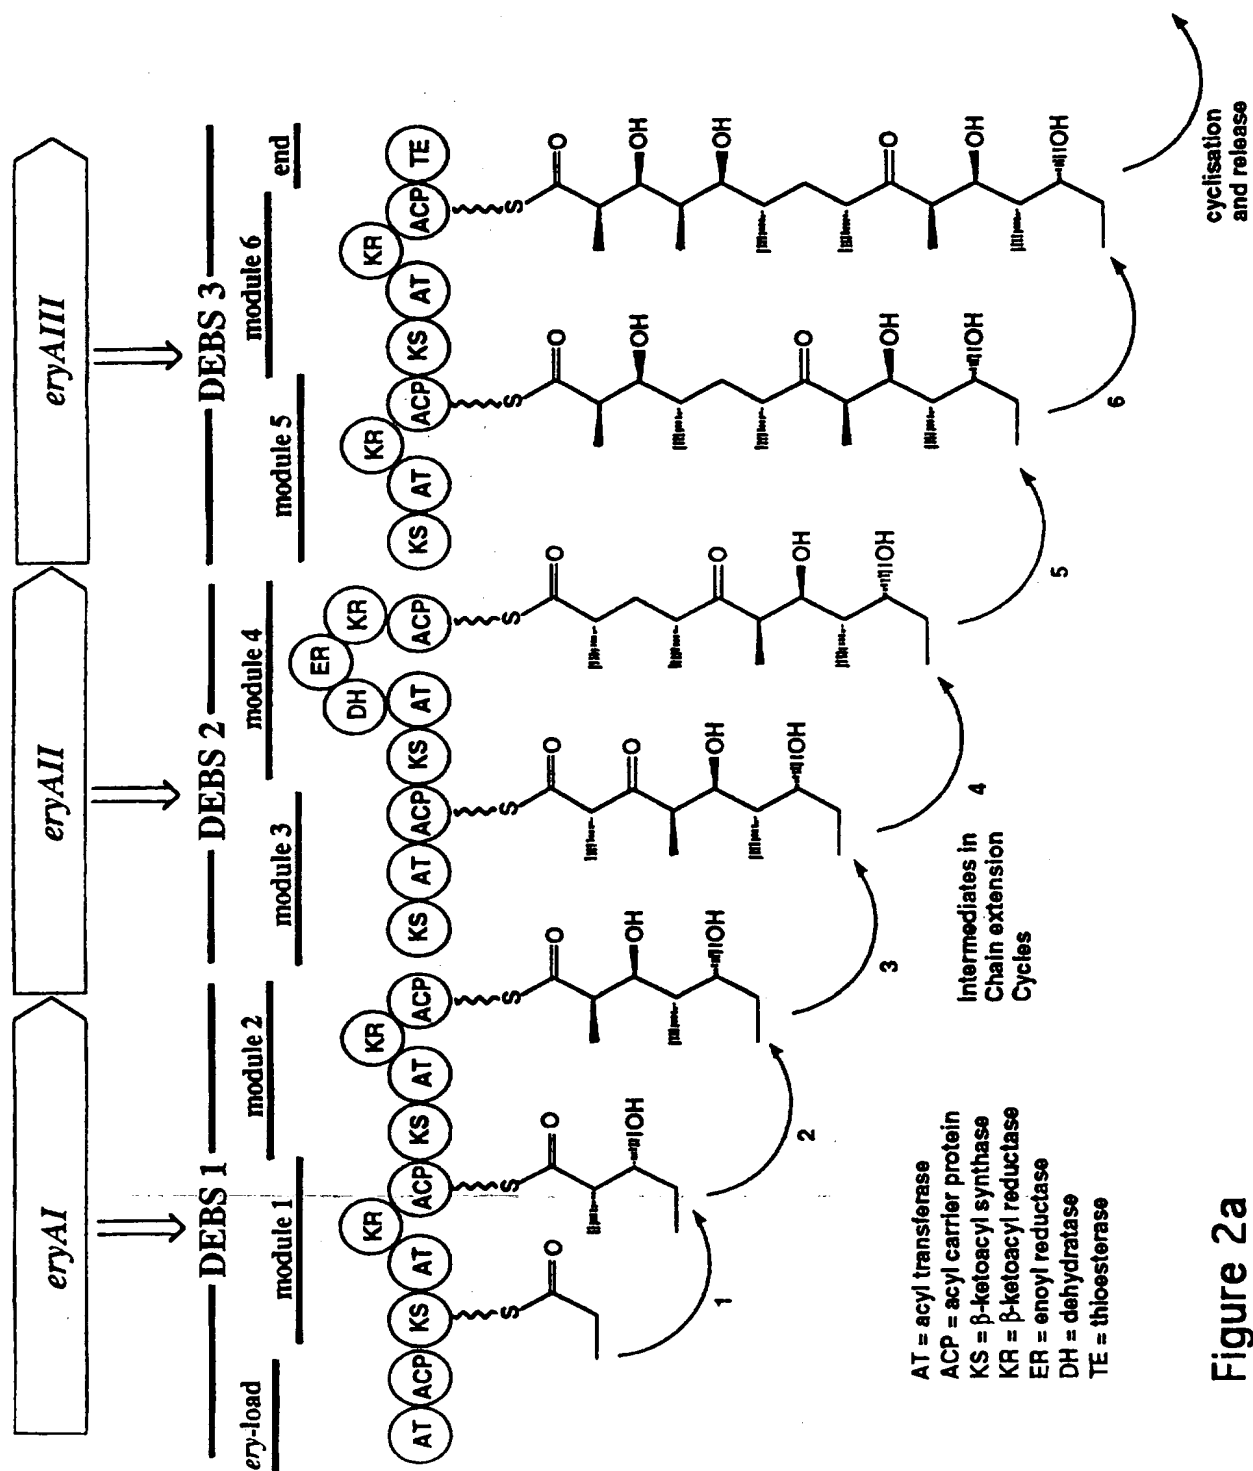 eryAI
eryAII
eryAIII
DEBS 1
DEBS 2
DEBS 3
ery-load
module 1
module 2
module 3
module 4
module 5
module 6
end
AT
ACP
KS
AT
KR
ACP
KS
AT
KR
ACP
KS
AT
ACP
KS
AT
DH
ER
KR
ACP
KS
AT
KR
ACP
KS
AT
KR
ACP
TE
S
O
S
O
OH
S
O
OH
OH
S
O
O
OH
OH
S
O
O
OH
OH
S
O
OH
O
OH
OH
S
O
OH
OH
O
OH
OH
1
2
3
4
5
6
Intermediates in
Chain extension
Cycles
cyclisation
and release
AT = acyl transferase
ACP = acyl carrier protein
KS = β-ketoacyl synthase
KR = β-ketoacyl reductase
ER = enoyl reductase
DH = dehydratase
TE = thioesterase
Figure 2a